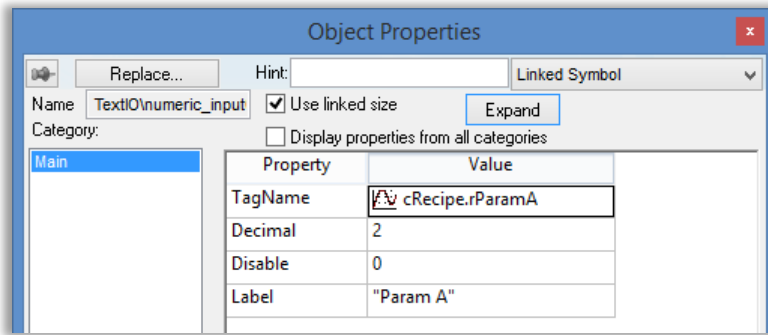 Object Properties
x
Replace... Hint: Linked Symbol
Name TextIO\numeric_input Use linked size Expand
Category: Display properties from all categories
Main Property Value
TagName cRecipe.rParamA
Decimal 2
Disable 0
Label "Param A"